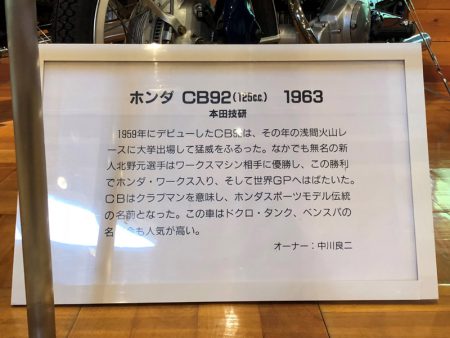 ホンダ CB92(125cc) 1963
本田技研
1959年にデビューしたCB92は、その年の浅間火山レ
ースに大挙出場して猛威をふるった。なかでも無名の新
人北野元選手はワークスマシン相手に優勝し、この勝利
でホンダ・ワークス入り、そして世界GPへはばたいた。
CBはクラブマンを意味し、ホンダスポーツモデル伝統
の名前となった。この車はドクロ・タンク、ベンスパの
名 も人気が高い。
オーナー：中川良二